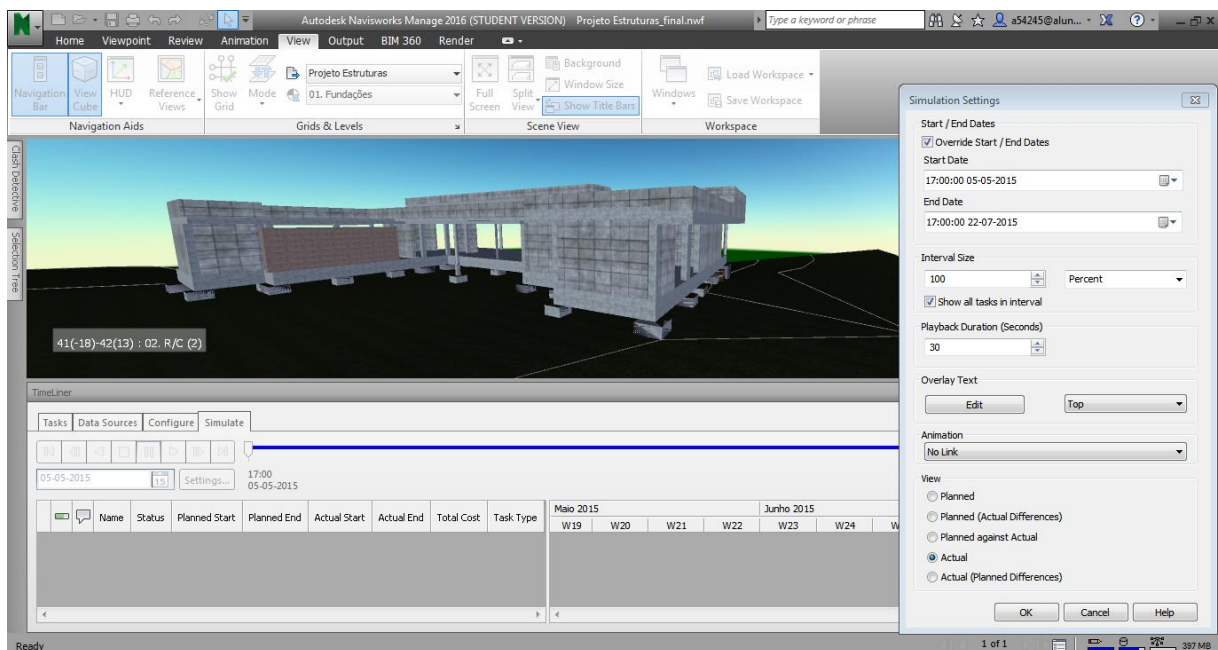 Autodesk Navisworks Manage 2016 (STUDENT VERSION) Projeto Estruturas_final.nwf
Type a keyword or phrase
a54245@alun...
Home Viewpoint Review Animation View Output BIM 360 Render
Navigation Bar
View Cube
HUD
Reference Views
Show Grid
Mode
Projeto Estruturas
01. Fundações
Full Screen
Split View
Background
Window Size
Show Title Bars
Windows
Load Workspace
Save Workspace
Navigation Aids
Grids & Levels
Scene View
Workspace
Clash Detective
Selection Tree
41(-18)-42(13) : 02. R/C (2)
TimeLiner
Tasks Data Sources Configure Simulate
05-05-2015
15
Settings...
17:00
05-05-2015
Name Status Planned Start Planned End Actual Start Actual End Total Cost Task Type
Maio 2015 Junho 2015
W19 W20 W21 W22 W23 W24 W
Ready
1 of 1
397 MB
Simulation Settings
Start / End Dates
Override Start / End Dates
Start Date
17:00:00 05-05-2015
End Date
17:00:00 22-07-2015
Interval Size
100 Percent
Show all tasks in interval
Playback Duration (Seconds)
30
Overlay Text
Edit Top
Animation
No Link
View
Planned
Planned (Actual Differences)
Planned against Actual
Actual
Actual (Planned Differences)
OK Cancel Help